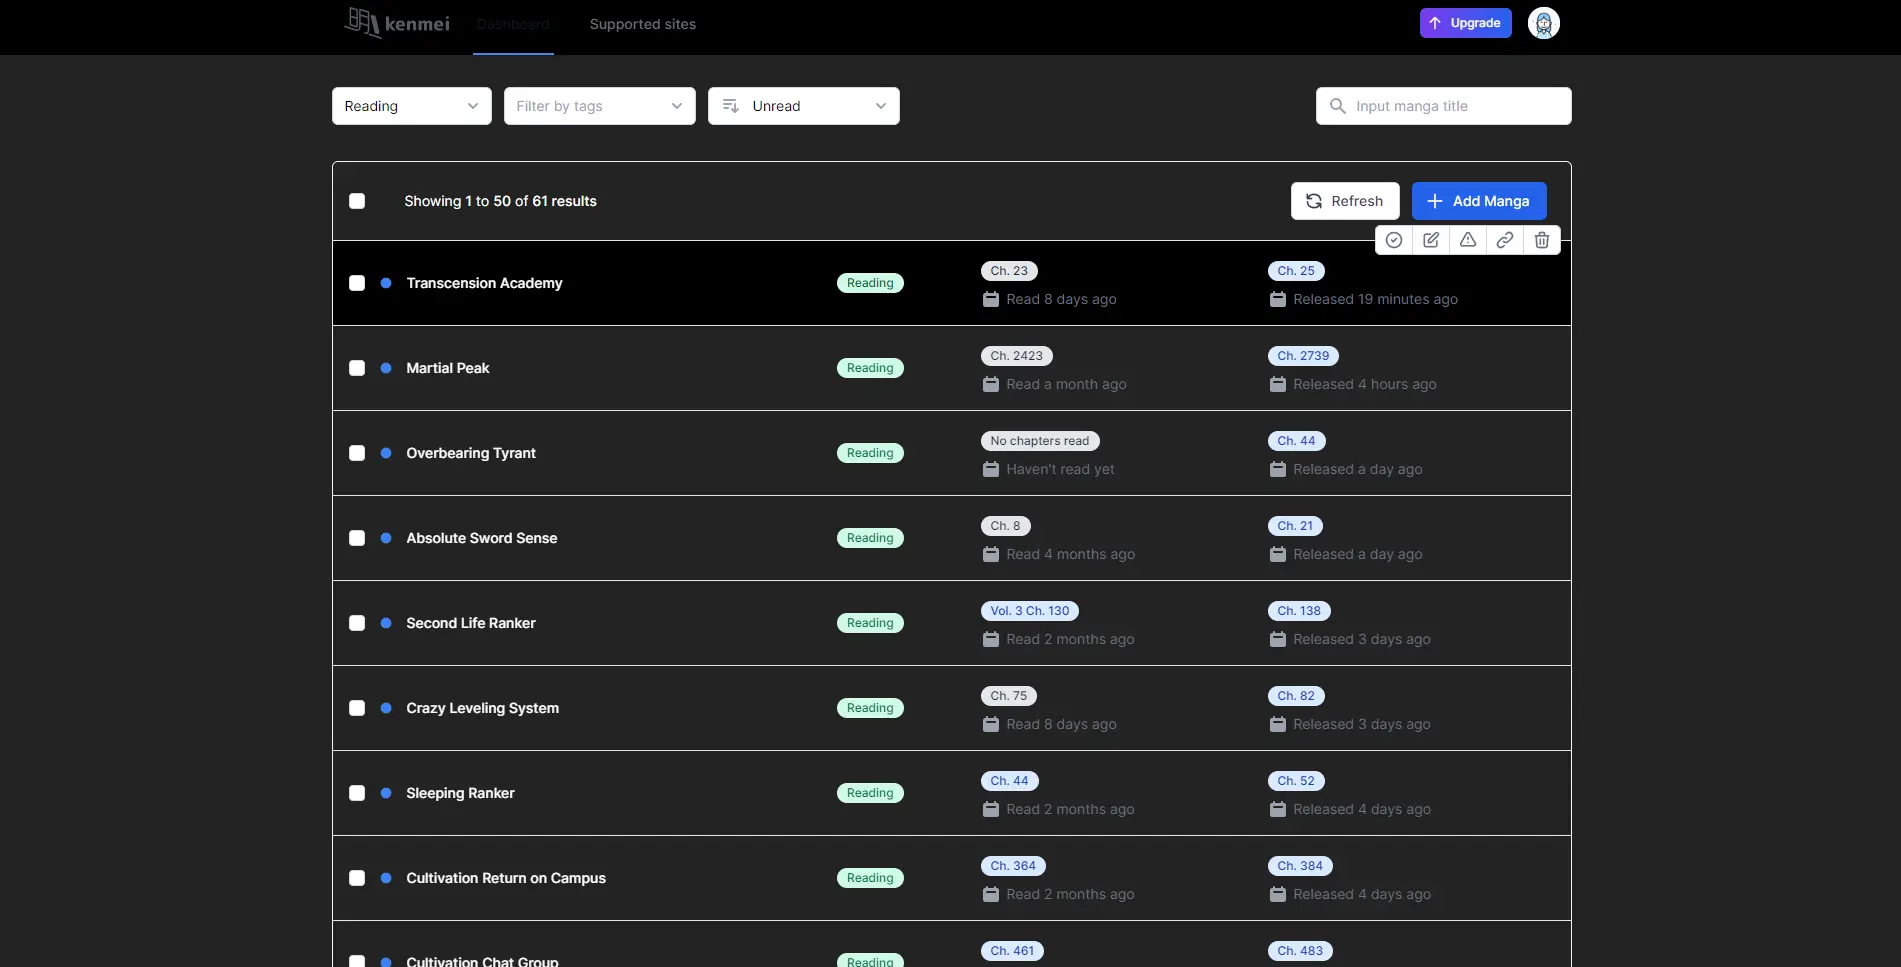 kenmei Dashboard Supported sites Upgrade
Reading Filter by tags Unread Input manga title
Showing 1 to 50 of 61 results Refresh Add Manga
Transcension Academy Reading Ch. 23 Ch. 25
Read 8 days ago Released 19 minutes ago
Martial Peak Reading Ch. 2423 Ch. 2739
Read a month ago Released 4 hours ago
Overbearing Tyrant Reading No chapters read Ch. 44
Haven't read yet Released a day ago
Absolute Sword Sense Reading Ch. 8 Ch. 21
Read 4 months ago Released a day ago
Second Life Ranker Reading Vol. 3 Ch. 130 Ch. 138
Read 2 months ago Released 3 days ago
Crazy Leveling System Reading Ch. 75 Ch. 82
Read 8 days ago Released 3 days ago
Sleeping Ranker Reading Ch. 44 Ch. 52
Read 2 months ago Released 4 days ago
Cultivation Return on Campus Reading Ch. 364 Ch. 384
Read 2 months ago Released 4 days ago
Cultivation Chat Group Reading Ch. 461 Ch. 483